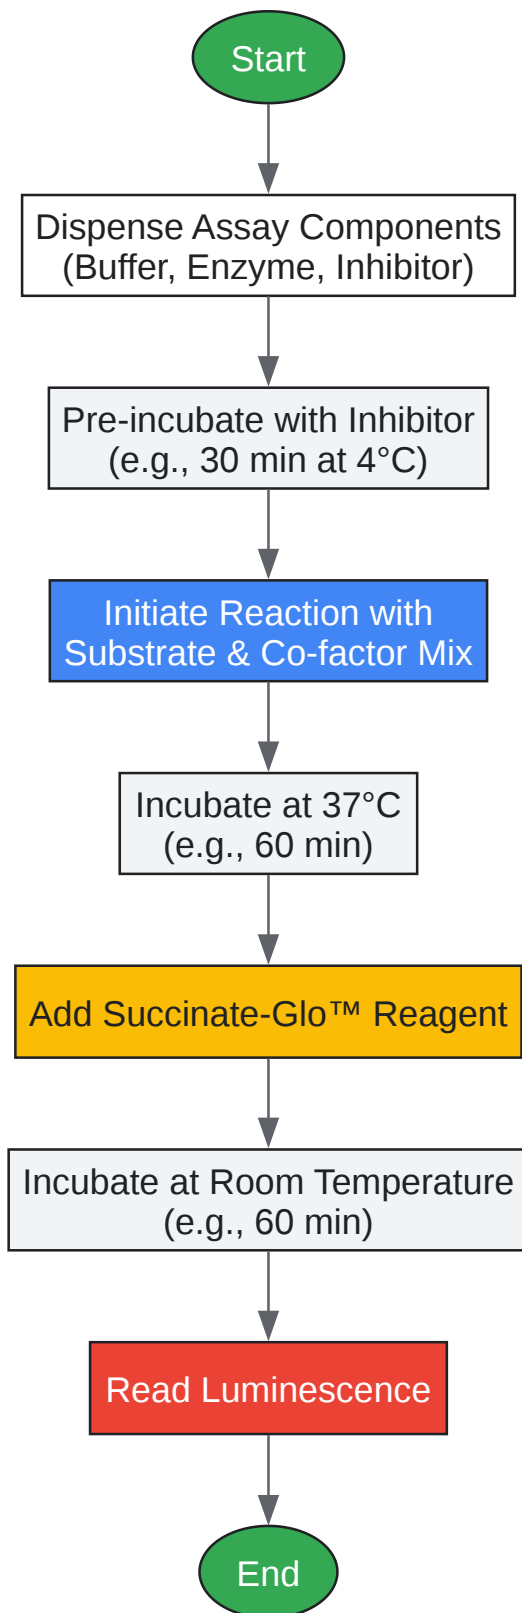 Start
Dispense Assay Components
(Buffer, Enzyme, Inhibitor)
Pre-incubate with Inhibitor
(e.g., 30 min at 4°C)
Initiate Reaction with
Substrate & Co-factor Mix
Incubate at 37°C
(e.g., 60 min)
Add Succinate-Glo™ Reagent
Incubate at Room Temperature
(e.g., 60 min)
Read Luminescence
End